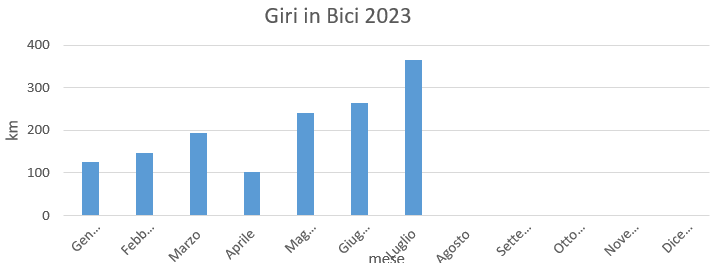 Giri in Bici 2023
400
300
200
100
0
km
Gen...
Febb...
Marzo
Aprile
Mag...
Giug...
Luglio
Agosto
Sette...
Otto...
Nove...
Dice...
mese